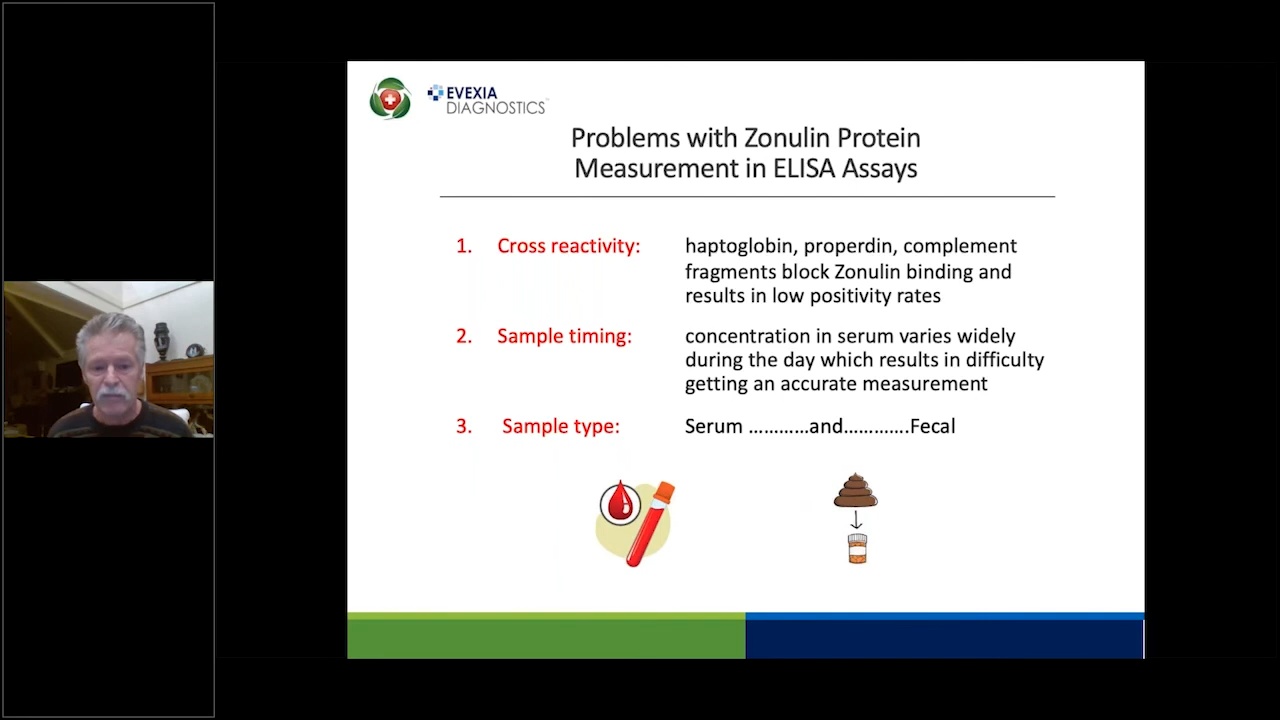 EVEXIA
DIAGNOSTICS™
Problems with Zonulin Protein
Measurement in ELISA Assays
1. Cross reactivity: haptoglobin, properdin, complement
fragments block Zonulin binding and
results in low positivity rates
2. Sample timing: concentration in serum varies widely
during the day which results in difficulty
getting an accurate measurement
3. Sample type: Serum …………and………….Fecal